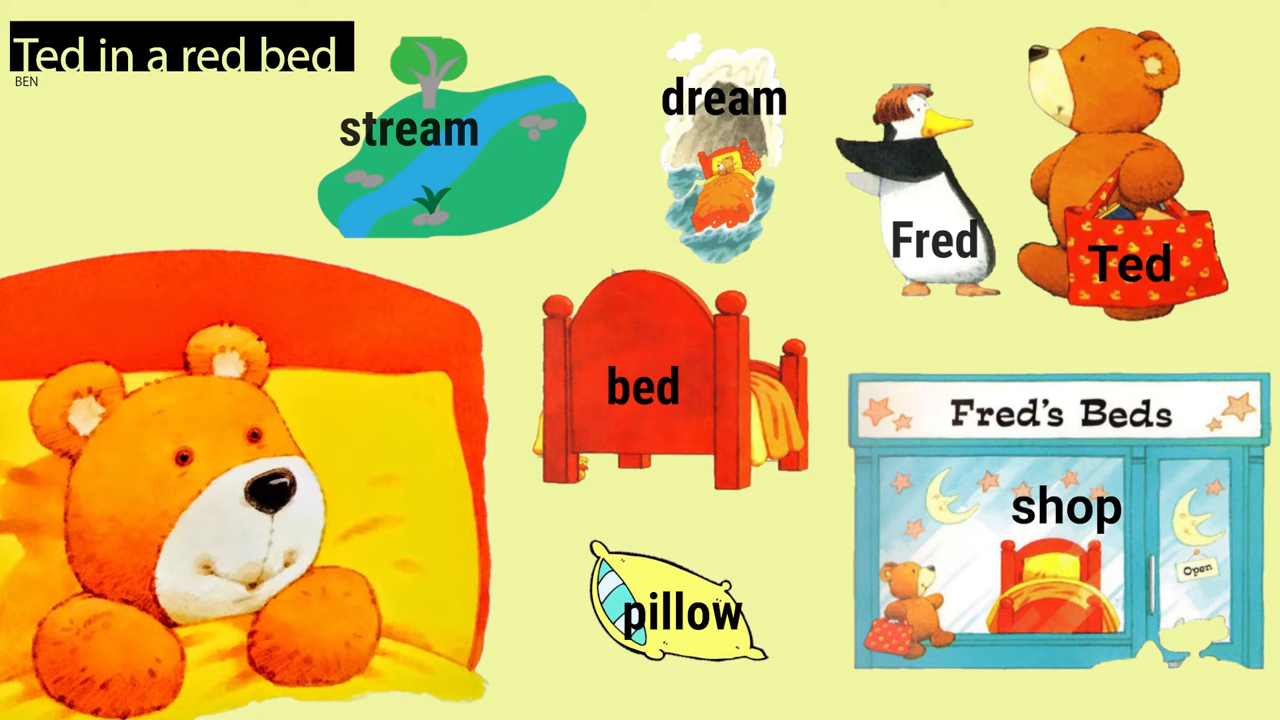 Ted in a red bed
BEN
stream
dream
Fred
Ted
bed
Fred's Beds
shop
Open
pillow